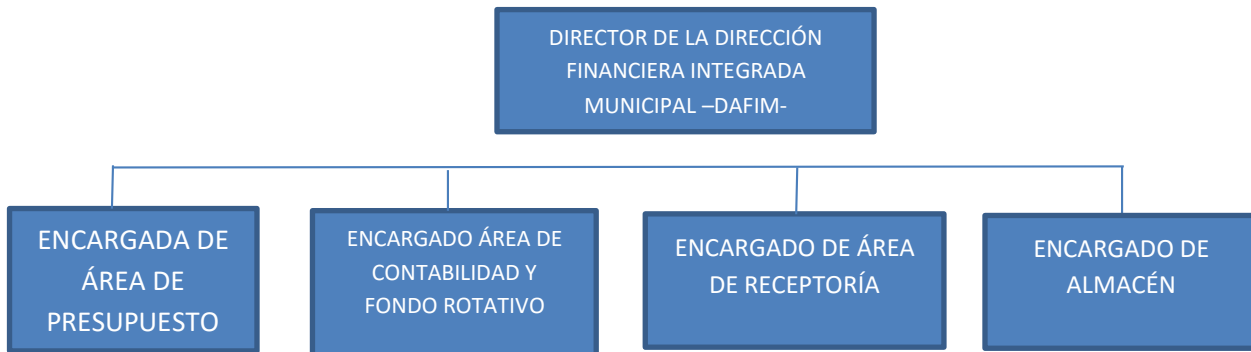 DIRECTOR DE LA DIRECCIÓN
FINANCIERA INTEGRADA
MUNICIPAL –DAFIM-
ENCARGADA DE
ÁREA DE
PRESUPUESTO
ENCARGADO ÁREA DE
CONTABILIDAD Y
FONDO ROTATIVO
ENCARGADO DE ÁREA
DE RECEPTORÍA
ENCARGADO DE
ALMACÉN